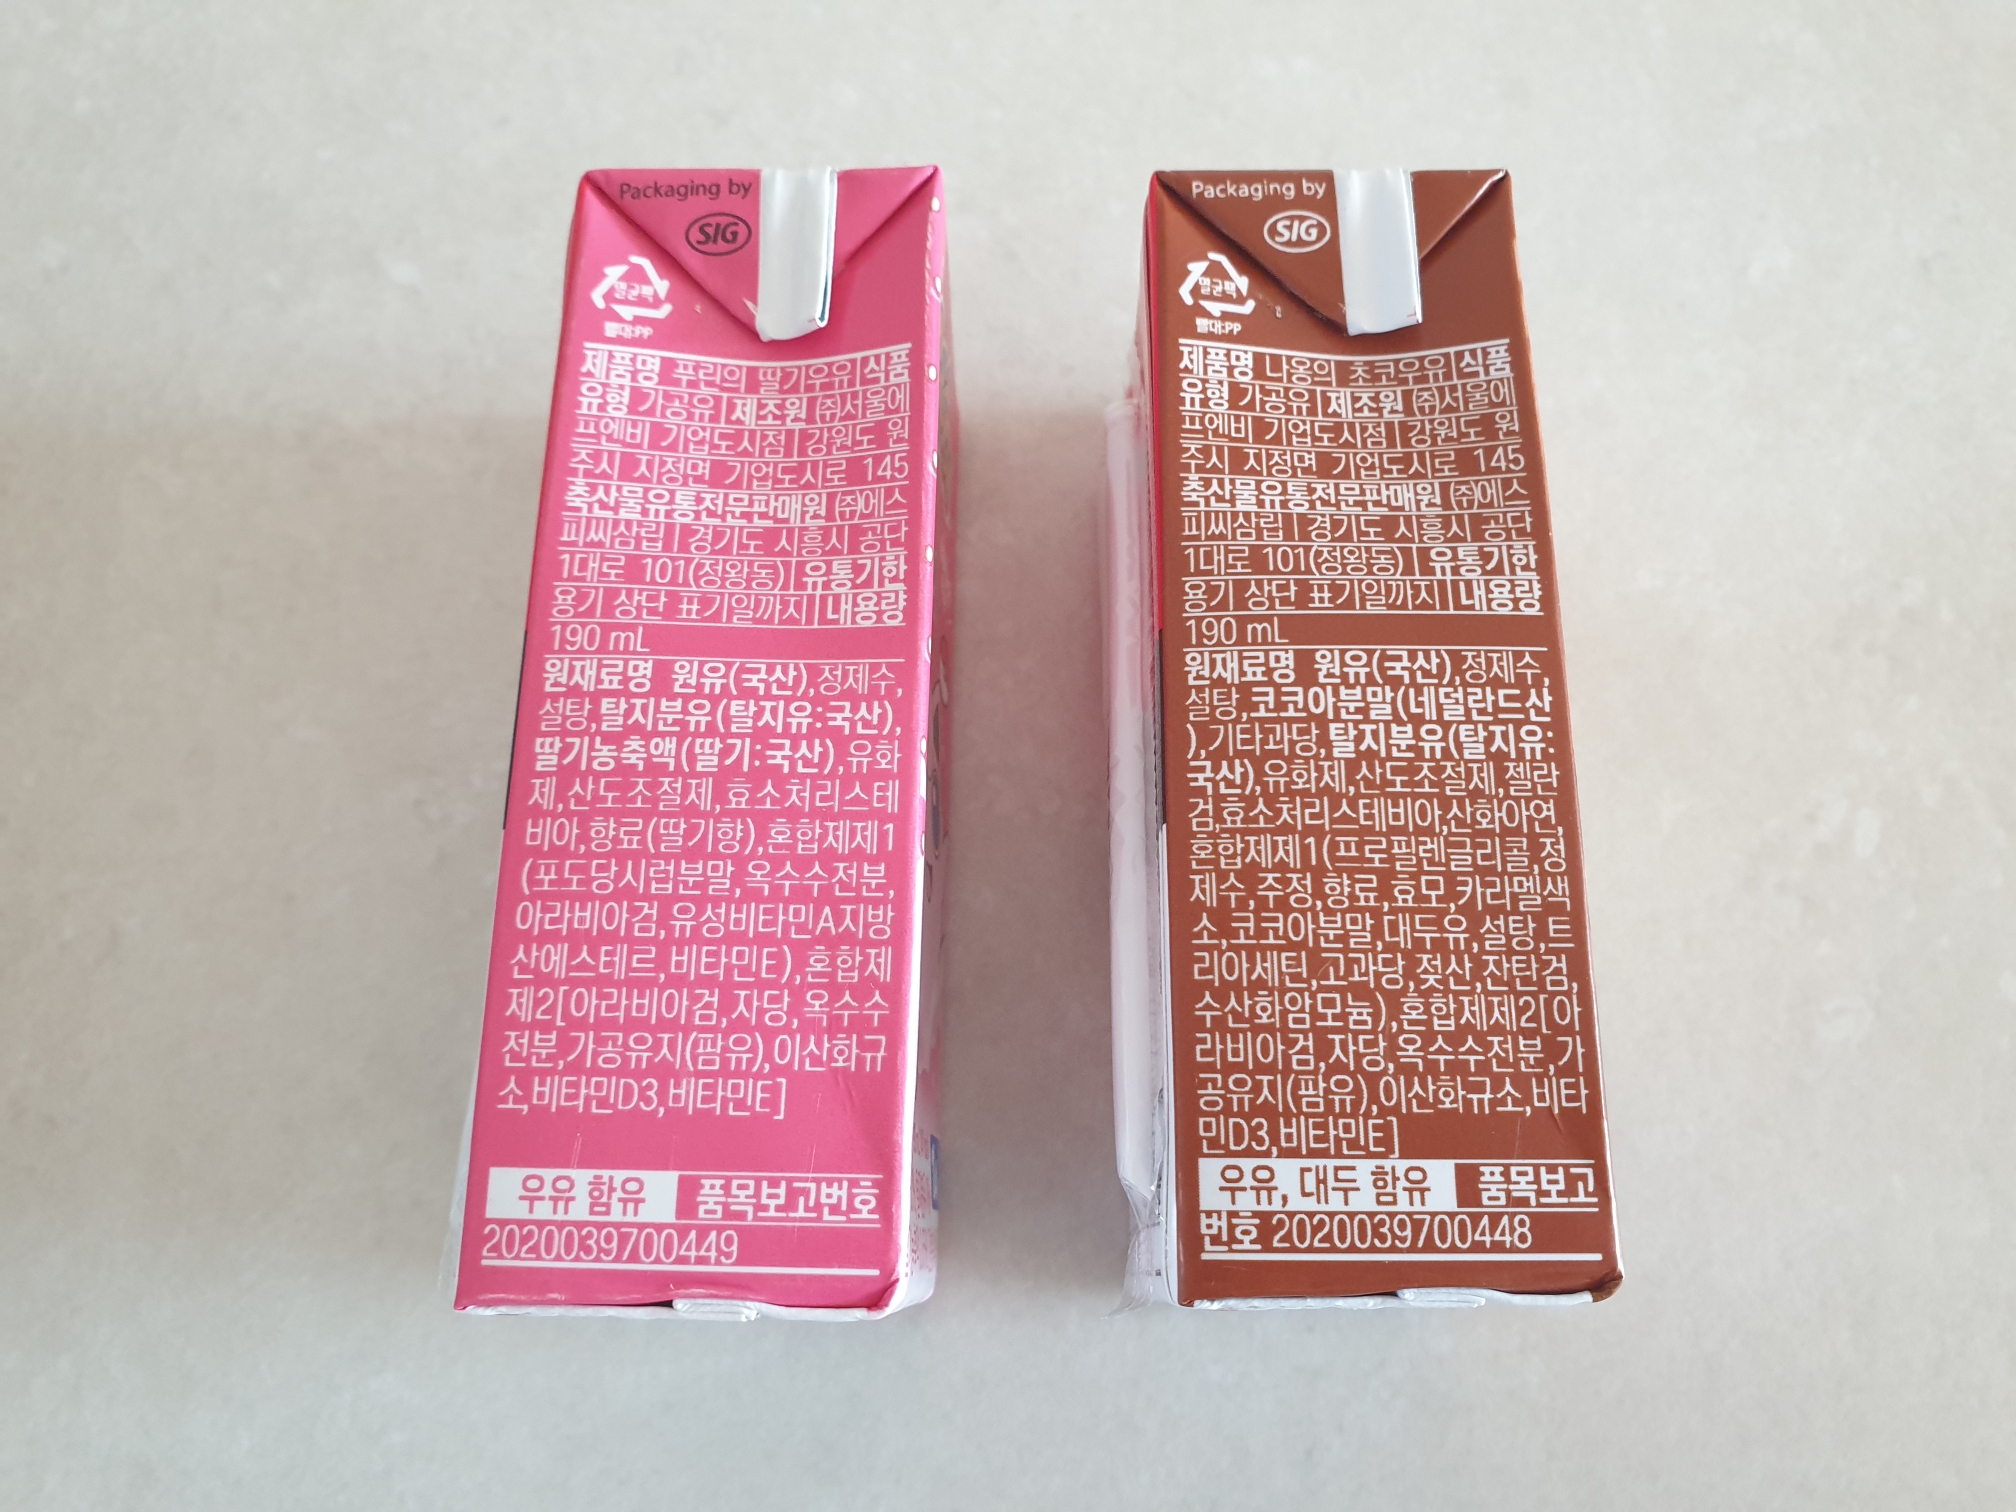 Packaging by
SIG
멸균팩
빨대:PP
제품명 푸린의 딸기우유 식품
유형 가공유 제조원 ㈜서울에
프엔비 기업도시점 | 강원도 원
주시 지정면 기업도시로 145
축산물유통전문판매원 ㈜에스
피씨삼립 | 경기도 시흥시 공단
1대로 101(정왕동) | 유통기한
용기 상단 표기일까지 | 내용량
190 mL
원재료명 원유(국산),정제수,
설탕,탈지분유(탈지유:국산),
딸기농축액(딸기:국산),유화
제,산도조절제,효소처리스테
비아,향료(딸기향),혼합제제1
(포도당시럽분말,옥수수전분,
아라비아검,유성비타민A지방
산에스테르,비타민E),혼합제
제2[아라비아검,자당,옥수수
전분,가공유지(팜유),이산화규
소,비타민D3,비타민E]
우유 함유 품목보고번호
2020039700449
Packaging by
SIG
멸균팩
빨대:PP
제품명 나옹의 초코우유 식품
유형 가공유 제조원 ㈜서울에
프엔비 기업도시점 | 강원도 원
주시 지정면 기업도시로 145
축산물유통전문판매원 ㈜에스
피씨삼립 | 경기도 시흥시 공단
1대로 101(정왕동) | 유통기한
용기 상단 표기일까지 | 내용량
190 mL
원재료명 원유(국산),정제수,
설탕,코코아분말(네덜란드산
),기타과당,탈지분유(탈지유:
국산),유화제,산도조절제,젤란
검,효소처리스테비아,산화아연,
혼합제제1(프로필렌글리콜,정
제수,주정,향료,효모,카라멜색
소,코코아분말,대두유,설탕,트
리아세틴,고과당,젖산,잔탄검,
수산화암모늄),혼합제제2[아
라비아검,자당,옥수수전분,가
공유지(팜유),이산화규소,비타
민D3,비타민E]
우유, 대두 함유 품목보고
번호 2020039700448